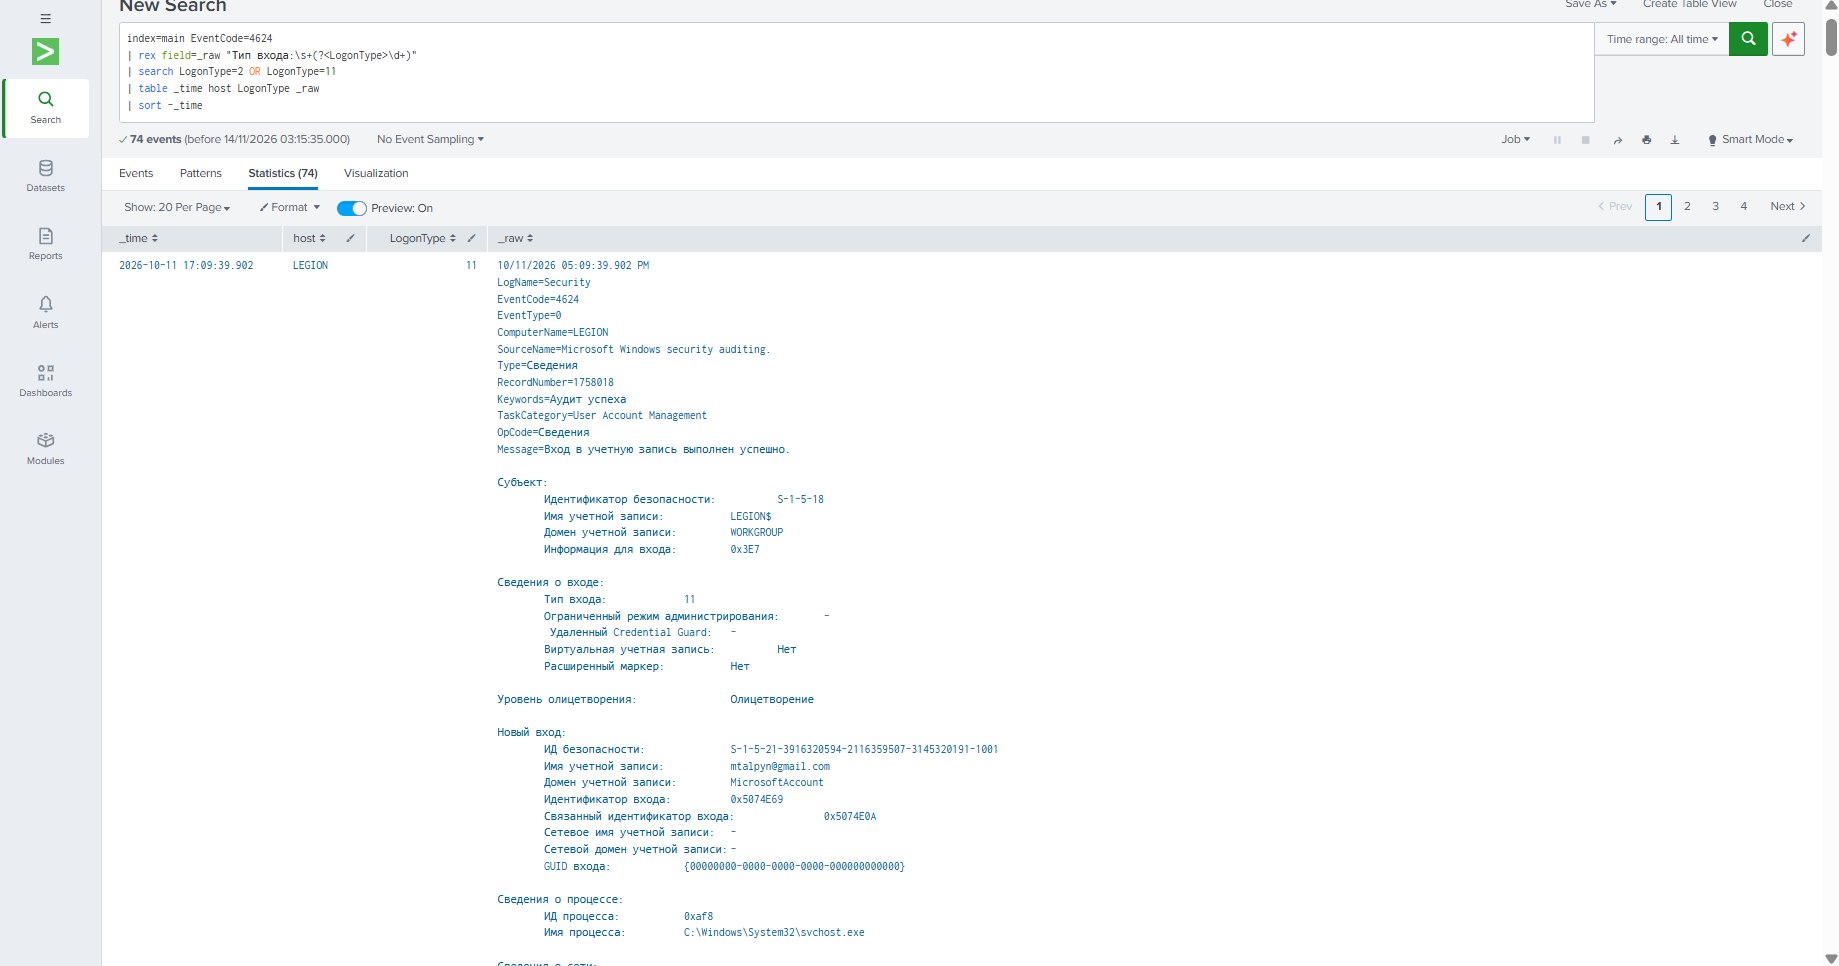 New Search
Save As
Create Table View
Close
index=main EventCode=4624
| rex field=_raw "Тип входа:\s+(?<LogonType>\d+)"
| search LogonType=2 OR LogonType=11
| table _time host LogonType _raw
| sort -_time
Time range: All time
Search
Datasets
Reports
Alerts
Dashboards
Modules
74 events (before 14/11/2026 03:15:35.000)
No Event Sampling
Job
Smart Mode
Events
Patterns
Statistics (74)
Visualization
Show: 20 Per Page
Format
Preview: On
< Prev
1
2
3
4
Next >
_time
host
LogonType
_raw
2026-10-11 17:09:39.902
LEGION
11
10/11/2026 05:09:39.902 PM
LogName=Security
EventCode=4624
EventType=0
ComputerName=LEGION
SourceName=Microsoft Windows security auditing.
Type=Сведения
RecordNumber=1758018
Keywords=Аудит успеха
TaskCategory=User Account Management
OpCode=Сведения
Message=Вход в учетную запись выполнен успешно.
Субъект:
Идентификатор безопасности: S-1-5-18
Имя учетной записи: LEGION$
Домен учетной записи: WORKGROUP
Информация для входа: 0x3E7
Сведения о входе:
Тип входа: 11
Ограниченный режим администрирования: -
Удаленный Credential Guard: -
Виртуальная учетная запись: Нет
Расширенный маркер: Нет
Уровень олицетворения: Олицетворение
Новый вход:
ИД безопасности: S-1-5-21-3916320594-2116359507-3145320191-1001
Имя учетной записи: mtalpyn@gmail.com
Домен учетной записи: MicrosoftAccount
Идентификатор входа: 0x5074E69
Связанный идентификатор входа: 0x5074E0A
Сетевое имя учетной записи: -
Сетевой домен учетной записи: -
GUID входа: {00000000-0000-0000-0000-000000000000}
Сведения о процессе:
ИД процесса: 0xaf8
Имя процесса: C:\Windows\System32\svchost.exe
Сведения о сети: